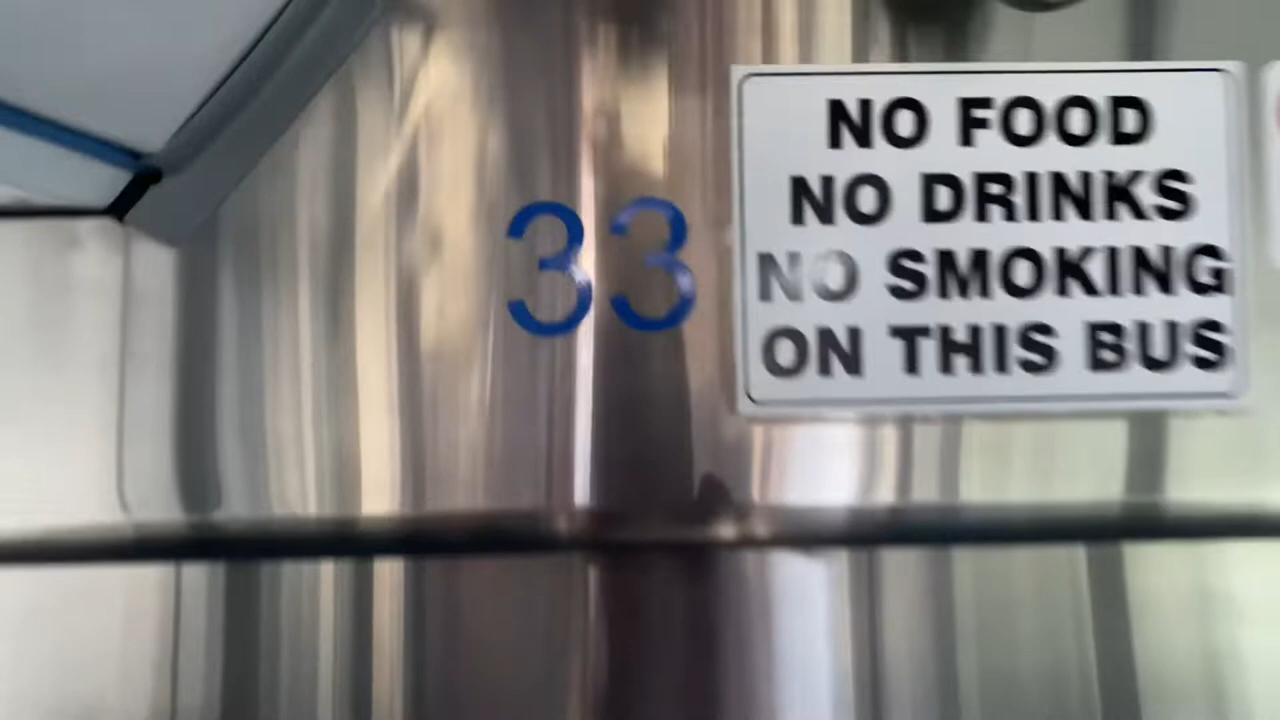 33
NO FOOD
NO DRINKS
NO SMOKING
ON THIS BUS